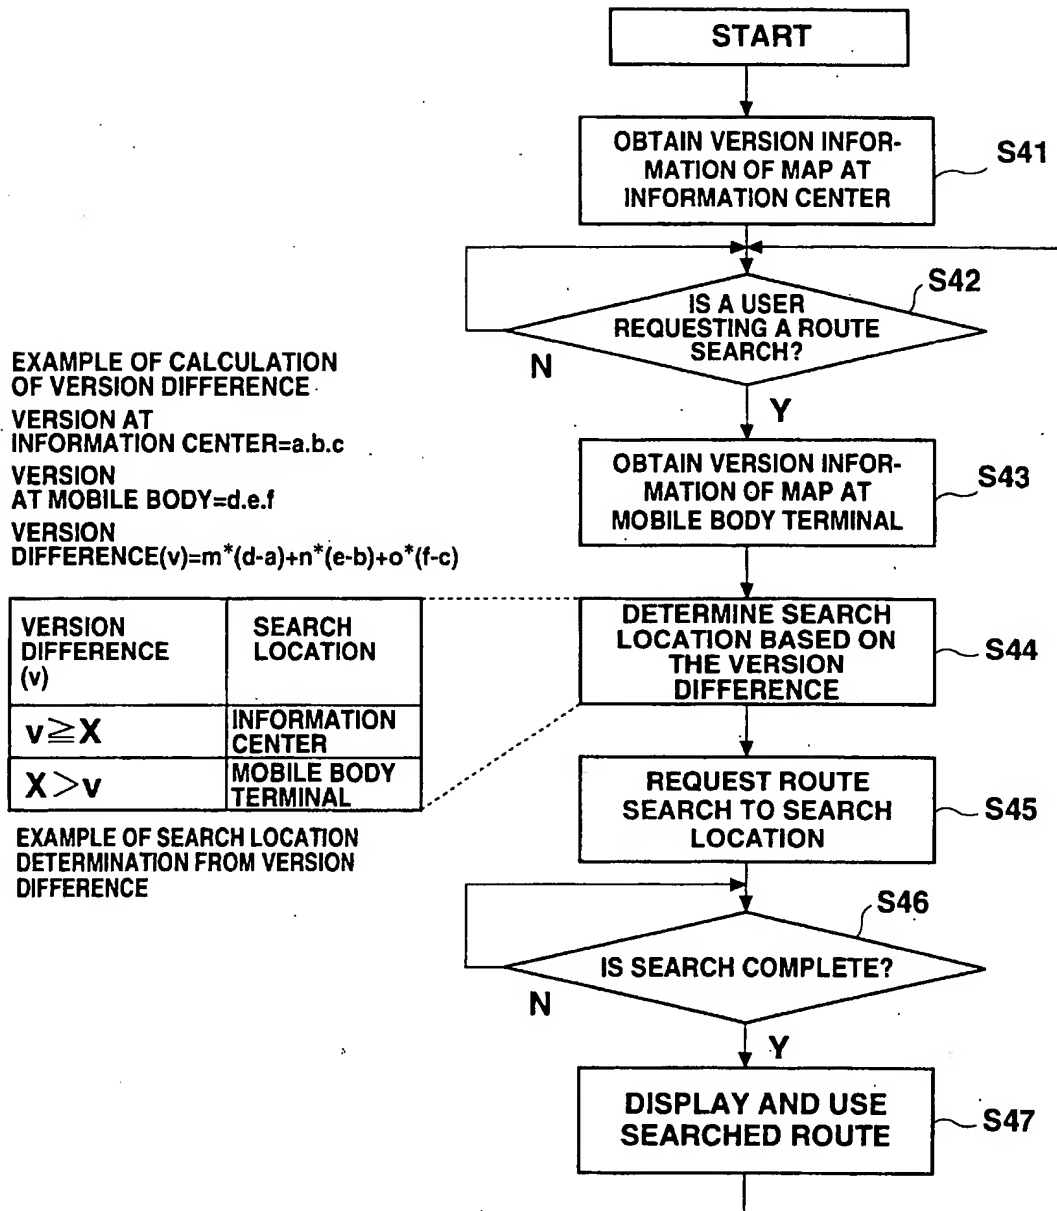 START
OBTAIN VERSION INFOR-
MATION OF MAP AT
INFORMATION CENTER
S41
S42
IS A USER
REQUESTING A ROUTE
SEARCH?
N
Y
EXAMPLE OF CALCULATION
OF VERSION DIFFERENCE
VERSION AT
INFORMATION CENTER=a.b.c
VERSION
AT MOBILE BODY=d.e.f
VERSION
DIFFERENCE(v)=m*(d-a)+n*(e-b)+o*(f-c)
OBTAIN VERSION INFOR-
MATION OF MAP AT
MOBILE BODY TERMINAL
S43
VERSION
DIFFERENCE
(v)
SEARCH
LOCATION
v≧X
INFORMATION
CENTER
X>v
MOBILE BODY
TERMINAL
EXAMPLE OF SEARCH LOCATION
DETERMINATION FROM VERSION
DIFFERENCE
DETERMINE SEARCH
LOCATION BASED ON
THE VERSION
DIFFERENCE
S44
REQUEST ROUTE
SEARCH TO SEARCH
LOCATION
S45
S46
IS SEARCH COMPLETE?
N
Y
DISPLAY AND USE
SEARCHED ROUTE
S47